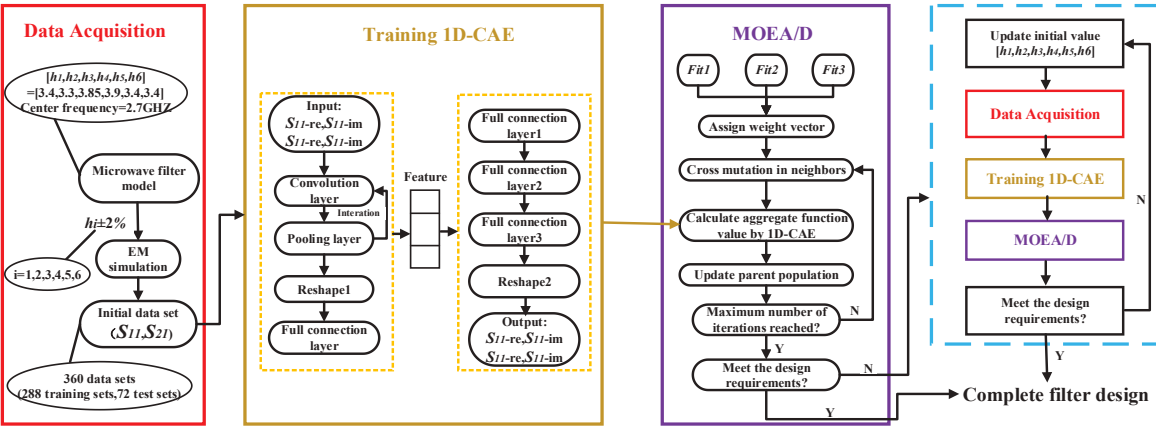 Data Acquisition
[h1,h2,h3,h4,h5,h6]
=[3.4,3.3,3.85,3.9,3.4,3.4]
Center frequency=2.7GHZ
Microwave filter
model
hi±2%
i=1,2,3,4,5,6
EM
simulation
Initial data set
(S11,S21)
360 data sets
(288 training sets,72 test sets)
Training 1D-CAE
Input:
S11-re,S11-im
S11-re,S11-im
Convolution
layer
Interation
Pooling layer
Reshape1
Full connection
layer
Feature
Full connection
layer1
Full connection
layer2
Full connection
layer3
Reshape2
Output:
S11-re,S11-im
S11-re,S11-im
MOEA/D
Fit1
Fit2
Fit3
Assign weight vector
Cross mutation in neighbors
Calculate aggregate function
value by 1D-CAE
Update parent population
Maximum number of
iterations reached?
N
Y
Meet the design
requirements?
N
Y
Update initial value
[h1,h2,h3,h4,h5,h6]
Data Acquisition
Training 1D-CAE
N
MOEA/D
Meet the design
requirements?
Y
Complete filter design